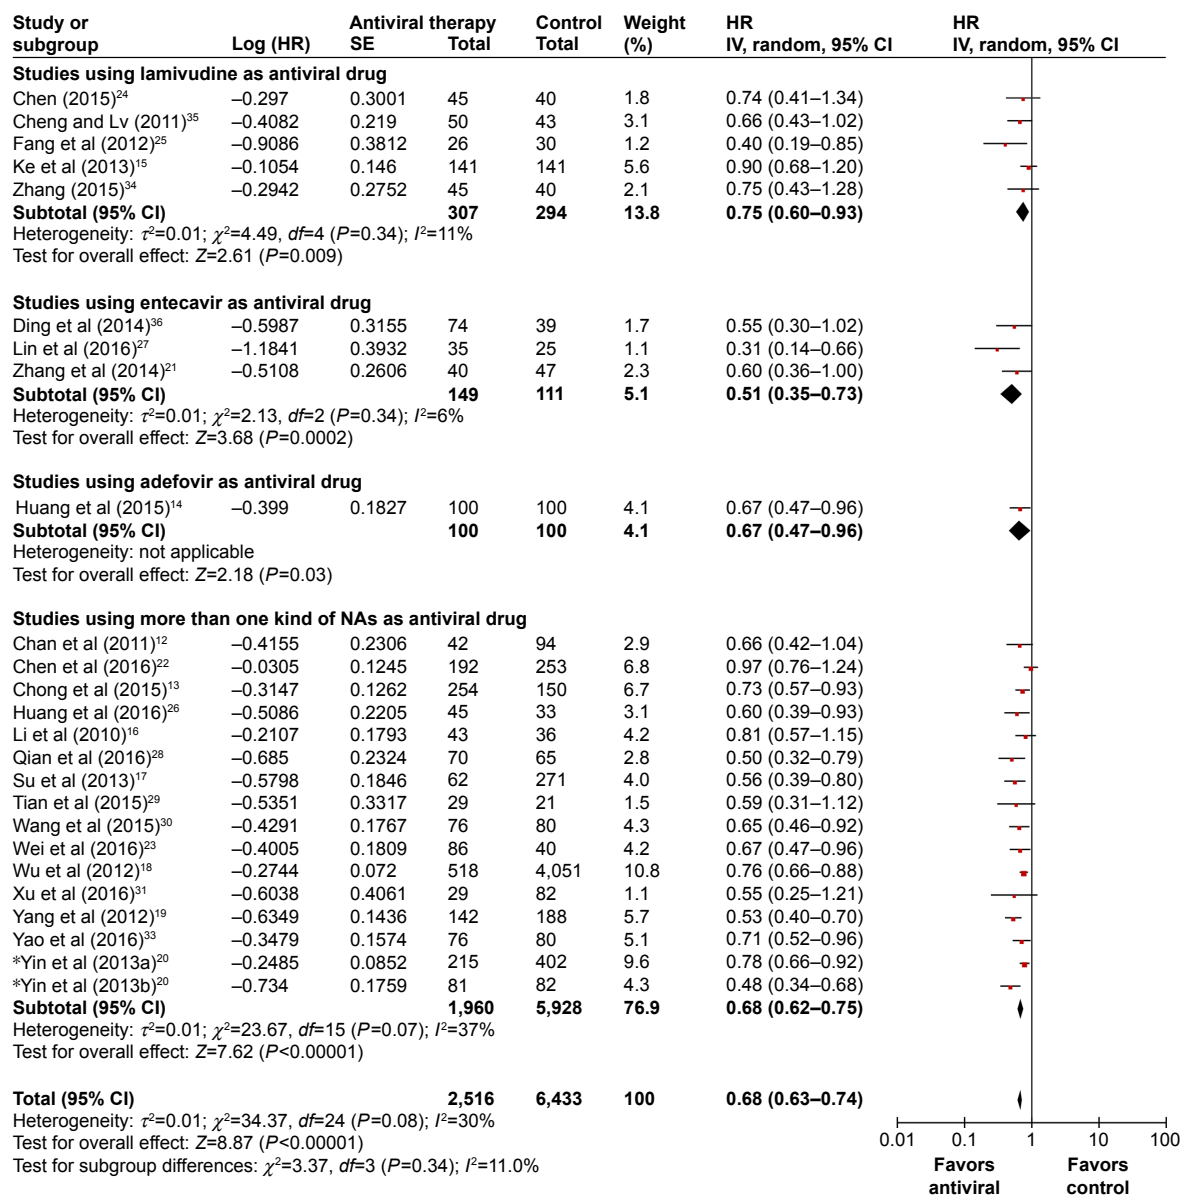 Study or Antiviral therapy Control Weight HR HR
subgroup Log (HR) SE Total Total (%) IV, random, 95% CI IV, random, 95% CI
Studies using lamivudine as antiviral drug
Chen (2015)²⁴ –0.297 0.3001 45 40 1.8 0.74 (0.41–1.34)
Cheng and Lv (2011)³⁵ –0.4082 0.219 50 43 3.1 0.66 (0.43–1.02)
Fang et al (2012)²⁵ –0.9086 0.3812 26 30 1.2 0.40 (0.19–0.85)
Ke et al (2013)¹⁵ –0.1054 0.146 141 141 5.6 0.90 (0.68–1.20)
Zhang (2015)³⁴ –0.2942 0.2752 45 40 2.1 0.75 (0.43–1.28)
Subtotal (95% CI) 307 294 13.8 0.75 (0.60–0.93)
Heterogeneity: τ²=0.01; χ²=4.49, df=4 (P=0.34); I²=11%
Test for overall effect: Z=2.61 (P=0.009)
Studies using entecavir as antiviral drug
Ding et al (2014)³⁶ –0.5987 0.3155 74 39 1.7 0.55 (0.30–1.02)
Lin et al (2016)²⁷ –1.1841 0.3932 35 25 1.1 0.31 (0.14–0.66)
Zhang et al (2014)²¹ –0.5108 0.2606 40 47 2.3 0.60 (0.36–1.00)
Subtotal (95% CI) 149 111 5.1 0.51 (0.35–0.73)
Heterogeneity: τ²=0.01; χ²=2.13, df=2 (P=0.34); I²=6%
Test for overall effect: Z=3.68 (P=0.0002)
Studies using adefovir as antiviral drug
Huang et al (2015)¹⁴ –0.399 0.1827 100 100 4.1 0.67 (0.47–0.96)
Subtotal (95% CI) 100 100 4.1 0.67 (0.47–0.96)
Heterogeneity: not applicable
Test for overall effect: Z=2.18 (P=0.03)
Studies using more than one kind of NAs as antiviral drug
Chan et al (2011)¹² –0.4155 0.2306 42 94 2.9 0.66 (0.42–1.04)
Chen et al (2016)²² –0.0305 0.1245 192 253 6.8 0.97 (0.76–1.24)
Chong et al (2015)¹³ –0.3147 0.1262 254 150 6.7 0.73 (0.57–0.93)
Huang et al (2016)²⁶ –0.5086 0.2205 45 33 3.1 0.60 (0.39–0.93)
Li et al (2010)¹⁶ –0.2107 0.1793 43 36 4.2 0.81 (0.57–1.15)
Qian et al (2016)²⁸ –0.685 0.2324 70 65 2.8 0.50 (0.32–0.79)
Su et al (2013)¹⁷ –0.5798 0.1846 62 271 4.0 0.56 (0.39–0.80)
Tian et al (2015)²⁹ –0.5351 0.3317 29 21 1.5 0.59 (0.31–1.12)
Wang et al (2015)³⁰ –0.4291 0.1767 76 80 4.3 0.65 (0.46–0.92)
Wei et al (2016)²³ –0.4005 0.1809 86 40 4.2 0.67 (0.47–0.96)
Wu et al (2012)¹⁸ –0.2744 0.072 518 4,051 10.8 0.76 (0.66–0.88)
Xu et al (2016)³¹ –0.6038 0.4061 29 82 1.1 0.55 (0.25–1.21)
Yang et al (2012)¹⁹ –0.6349 0.1436 142 188 5.7 0.53 (0.40–0.70)
Yao et al (2016)³³ –0.3479 0.1574 76 80 5.1 0.71 (0.52–0.96)
*Yin et al (2013a)²⁰ –0.2485 0.0852 215 402 9.6 0.78 (0.66–0.92)
*Yin et al (2013b)²⁰ –0.734 0.1759 81 82 4.3 0.48 (0.34–0.68)
Subtotal (95% CI) 1,960 5,928 76.9 0.68 (0.62–0.75)
Heterogeneity: τ²=0.01; χ²=23.67, df=15 (P=0.07); I²=37%
Test for overall effect: Z=7.62 (P<0.00001)
Total (95% CI) 2,516 6,433 100 0.68 (0.63–0.74)
Heterogeneity: τ²=0.01; χ²=34.37, df=24 (P=0.08); I²=30%
Test for overall effect: Z=8.87 (P<0.00001)
Test for subgroup differences: χ²=3.37, df=3 (P=0.34); I²=11.0%
0.01 0.1 1 10 100
Favors Favors
antiviral control